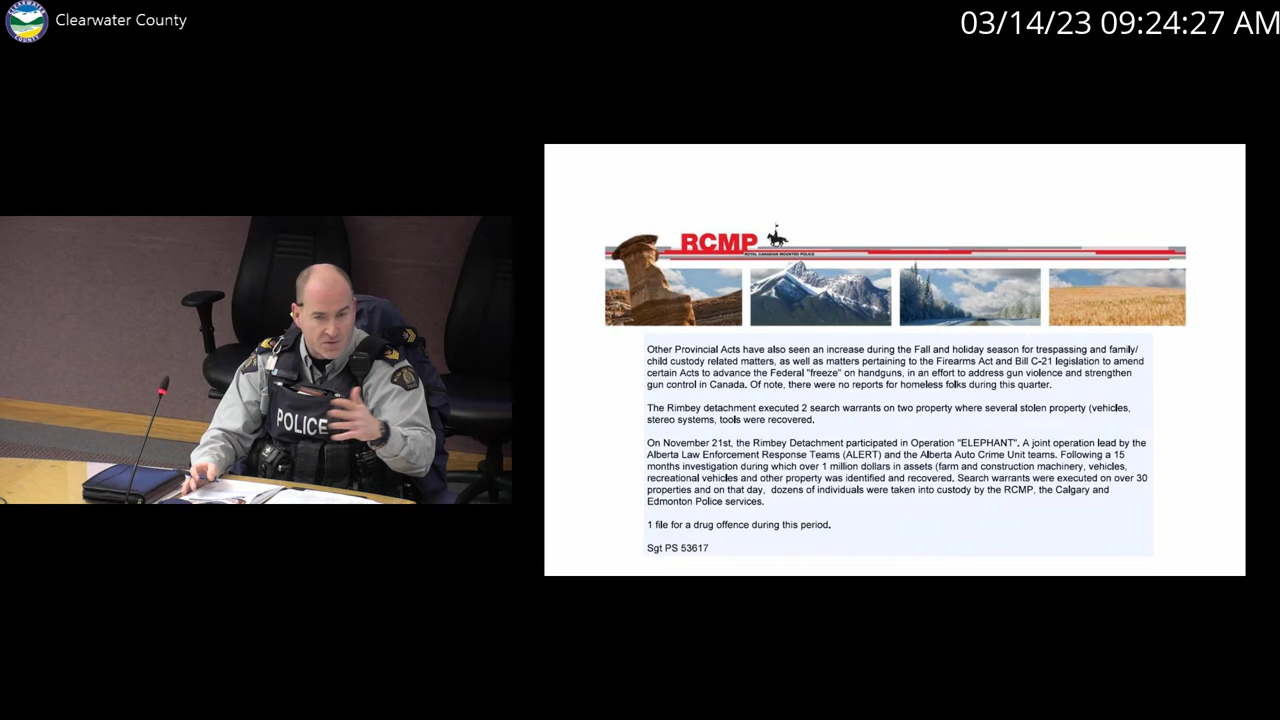 Clearwater County
03/14/23 09:24:27 AM
POLICE
RCMP
ROYAL CANADIAN MOUNTED POLICE
Other Provincial Acts have also seen an increase during the Fall and holiday season for trespassing and family/
child custody related matters, as well as matters pertaining to the Firearms Act and Bill C-21 legislation to amend
certain Acts to advance the Federal "freeze" on handguns, in an effort to address gun violence and strengthen
gun control in Canada. Of note, there were no reports for homeless folks during this quarter.
The Rimbey detachment executed 2 search warrants on two property where several stolen property (vehicles,
stereo systems, tools were recovered.
On November 21st, the Rimbey Detachment participated in Operation "ELEPHANT". A joint operation lead by the
Alberta Law Enforcement Response Teams (ALERT) and the Alberta Auto Crime Unit teams. Following a 15
months investigation during which over 1 million dollars in assets (farm and construction machinery, vehicles,
recreational vehicles and other property was identified and recovered. Search warrants were executed on over 30
properties and on that day, dozens of individuals were taken into custody by the RCMP, the Calgary and
Edmonton Police services.
1 file for a drug offence during this period.
Sgt PS 53617